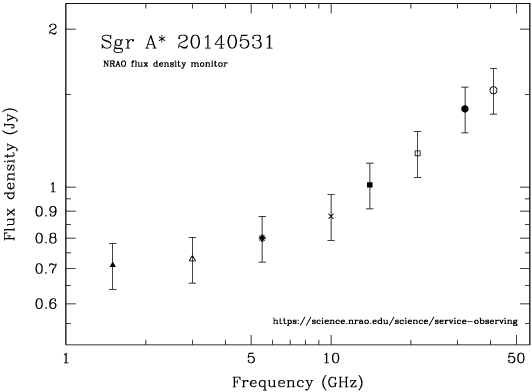 Sgr A* 20140531
NRAO flux density monitor
Flux density (Jy)
2
1
0.9
0.8
0.7
0.6
https://science.nrao.edu/science/service-observing
1 5 10 50
Frequency (GHz)